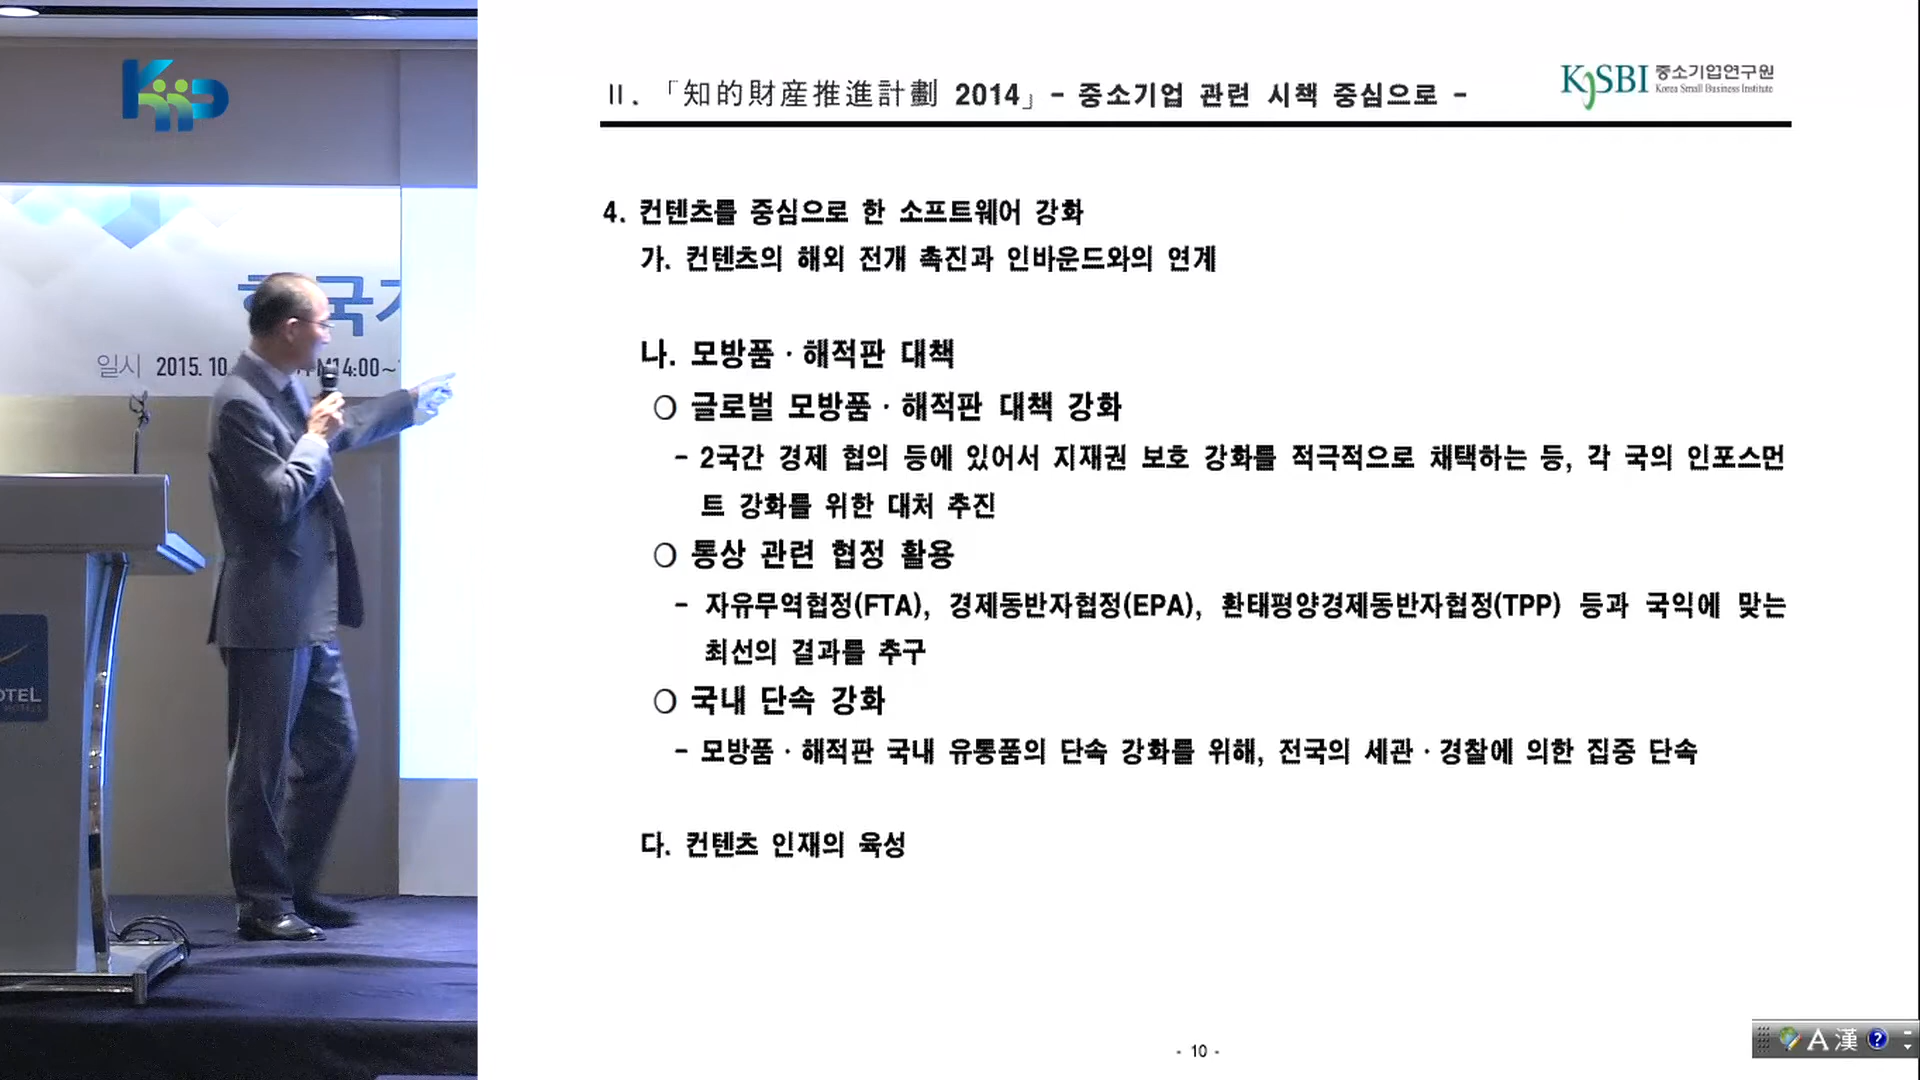 KIIP
한국지
일시 2015. 10
14:00~
OTEL
II. 「知的財産推進計劃 2014」- 중소기업 관련 시책 중심으로 -
KOSBI 중소기업연구원
Korea Small Business Institute
4. 컨텐츠를 중심으로 한 소프트웨어 강화
가. 컨텐츠의 해외 전개 촉진과 인바운드와의 연계
나. 모방품·해적판 대책
○ 글로벌 모방품·해적판 대책 강화
- 2국간 경제 협의 등에 있어서 지재권 보호 강화를 적극적으로 채택하는 등, 각 국의 인포스먼
트 강화를 위한 대처 추진
○ 통상 관련 협정 활용
- 자유무역협정(FTA), 경제동반자협정(EPA), 환태평양경제동반자협정(TPP) 등과 국익에 맞는
최선의 결과를 추구
○ 국내 단속 강화
- 모방품·해적판 국내 유통품의 단속 강화를 위해, 전국의 세관·경찰에 의한 집중 단속
다. 컨텐츠 인재의 육성
- 10 -
A 漢 ?